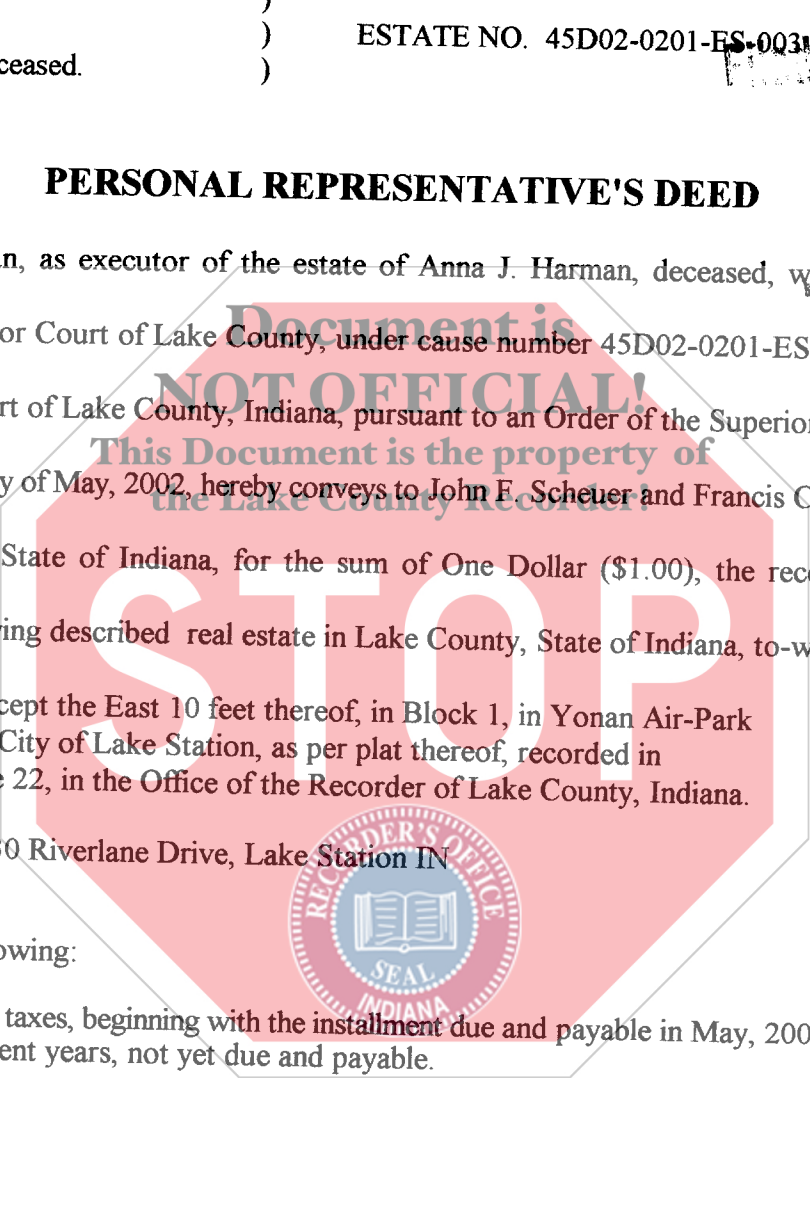 )
) ESTATE NO. 45D02-0201-ES-003
ceased. )
PERSONAL REPRESENTATIVE'S DEED
n, as executor of the estate of Anna J. Harman, deceased, w
or Court of Lake County, under cause number 45D02-0201-ES
rt of Lake County, Indiana, pursuant to an Order of the Superior
y of May, 2002, hereby conveys to John E. Scheuer and Francis C
State of Indiana, for the sum of One Dollar ($1.00), the rece
ing described real estate in Lake County, State of Indiana, to-w
cept the East 10 feet thereof, in Block 1, in Yonan Air-Park
City of Lake Station, as per plat thereof, recorded in
e 22, in the Office of the Recorder of Lake County, Indiana.
0 Riverlane Drive, Lake Station IN
owing:
taxes, beginning with the installment due and payable in May, 200
ent years, not yet due and payable.
Document is
NOT OFFICIAL!
This Document is the property of
the Lake County Recorder!
STOP
RECORDER'S OFFICE
SEAL
INDIANA